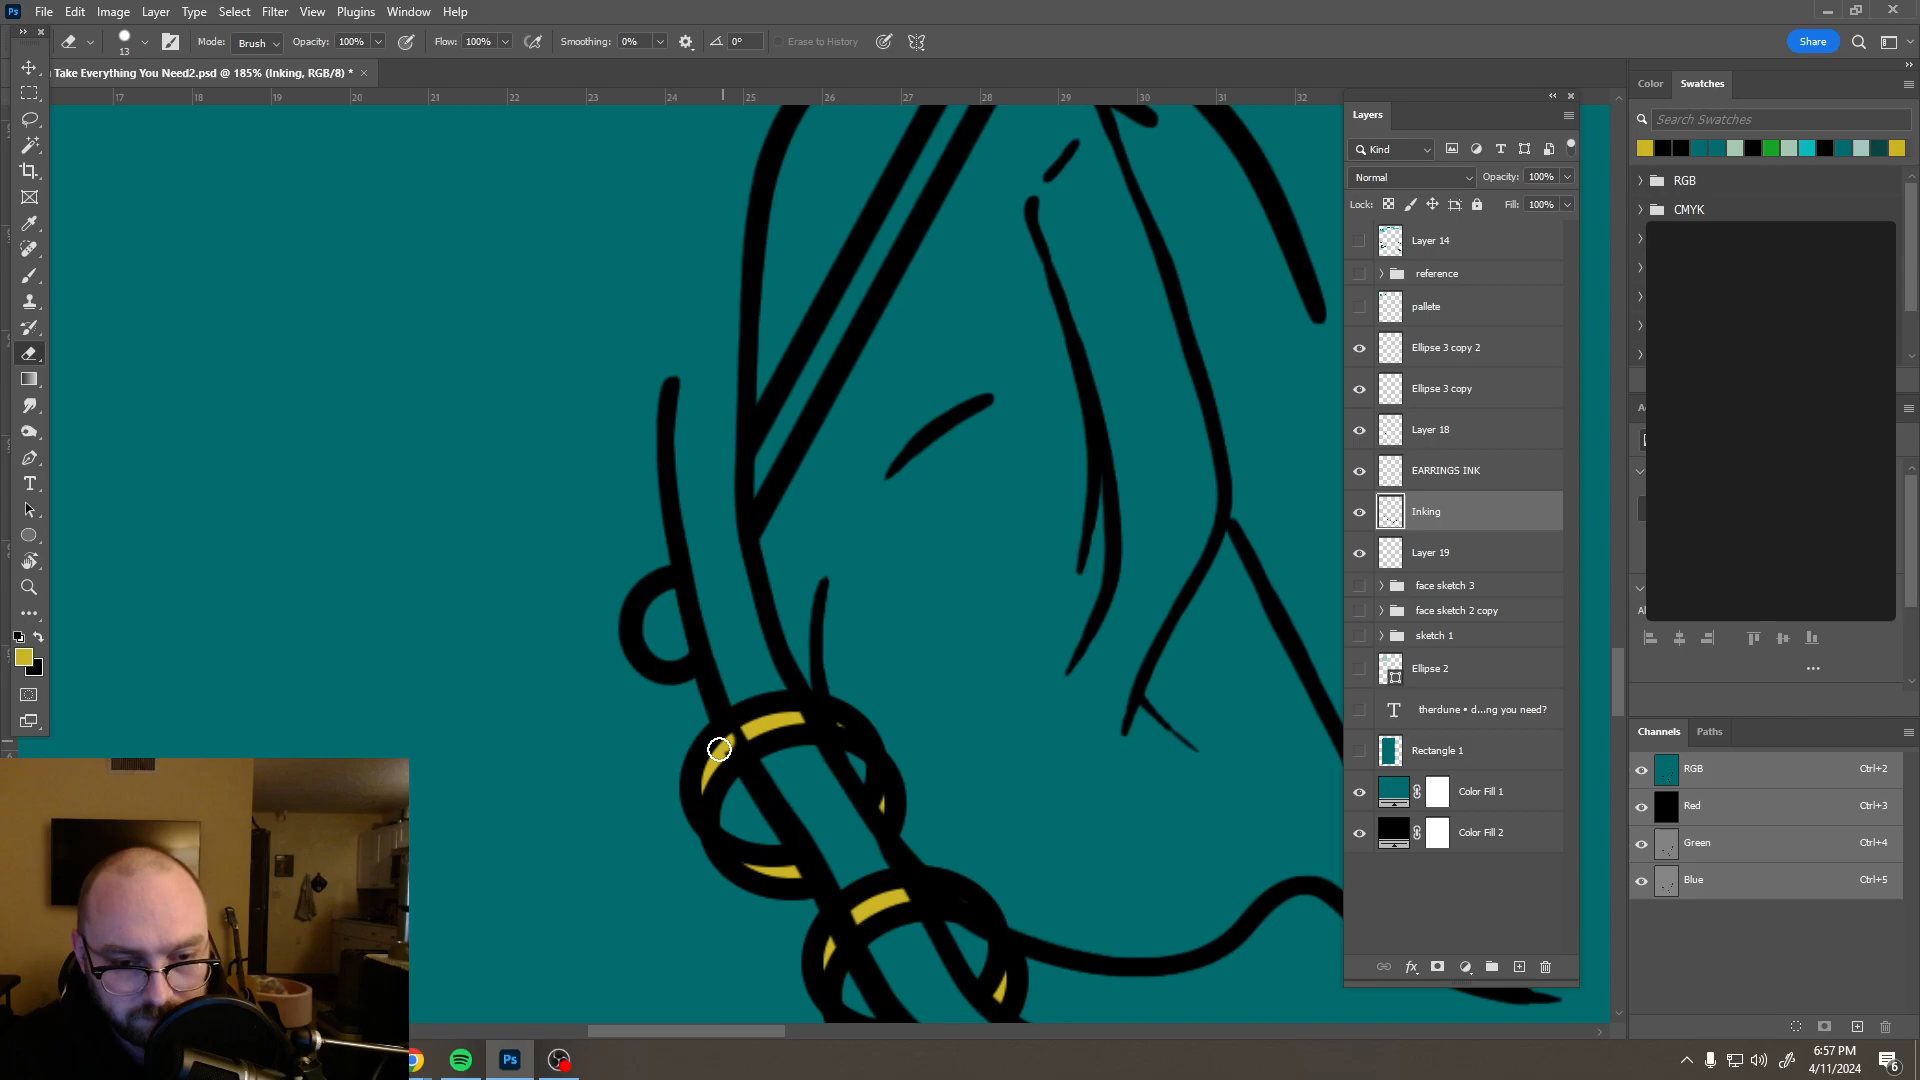 Ps File Edit Image Layer Type Select Filter View Plugins Window Help
13 Mode: Brush Opacity: 100% Flow: 100% Smoothing: 0% 0° Erase to History Share
Take Everything You Need2.psd @ 185% (Inking, RGB/8) *
17 18 19 20 21 22 23 24 25 26 27 28 29 30 31 32
Layers
Kind
Normal Opacity: 100%
Lock: Fill: 100%
Layer 14
reference
pallete
Ellipse 3 copy 2
Ellipse 3 copy
Layer 18
EARRINGS INK
Inking
Layer 19
face sketch 3
face sketch 2 copy
sketch 1
Ellipse 2
T therdune • d...ng you need?
Rectangle 1
Color Fill 1
Color Fill 2
fx
Color Swatches
Search Swatches
RGB
CMYK
Channels Paths
RGB Ctrl+2
Red Ctrl+3
Green Ctrl+4
Blue Ctrl+5
Ps
6:57 PM
4/11/2024
6